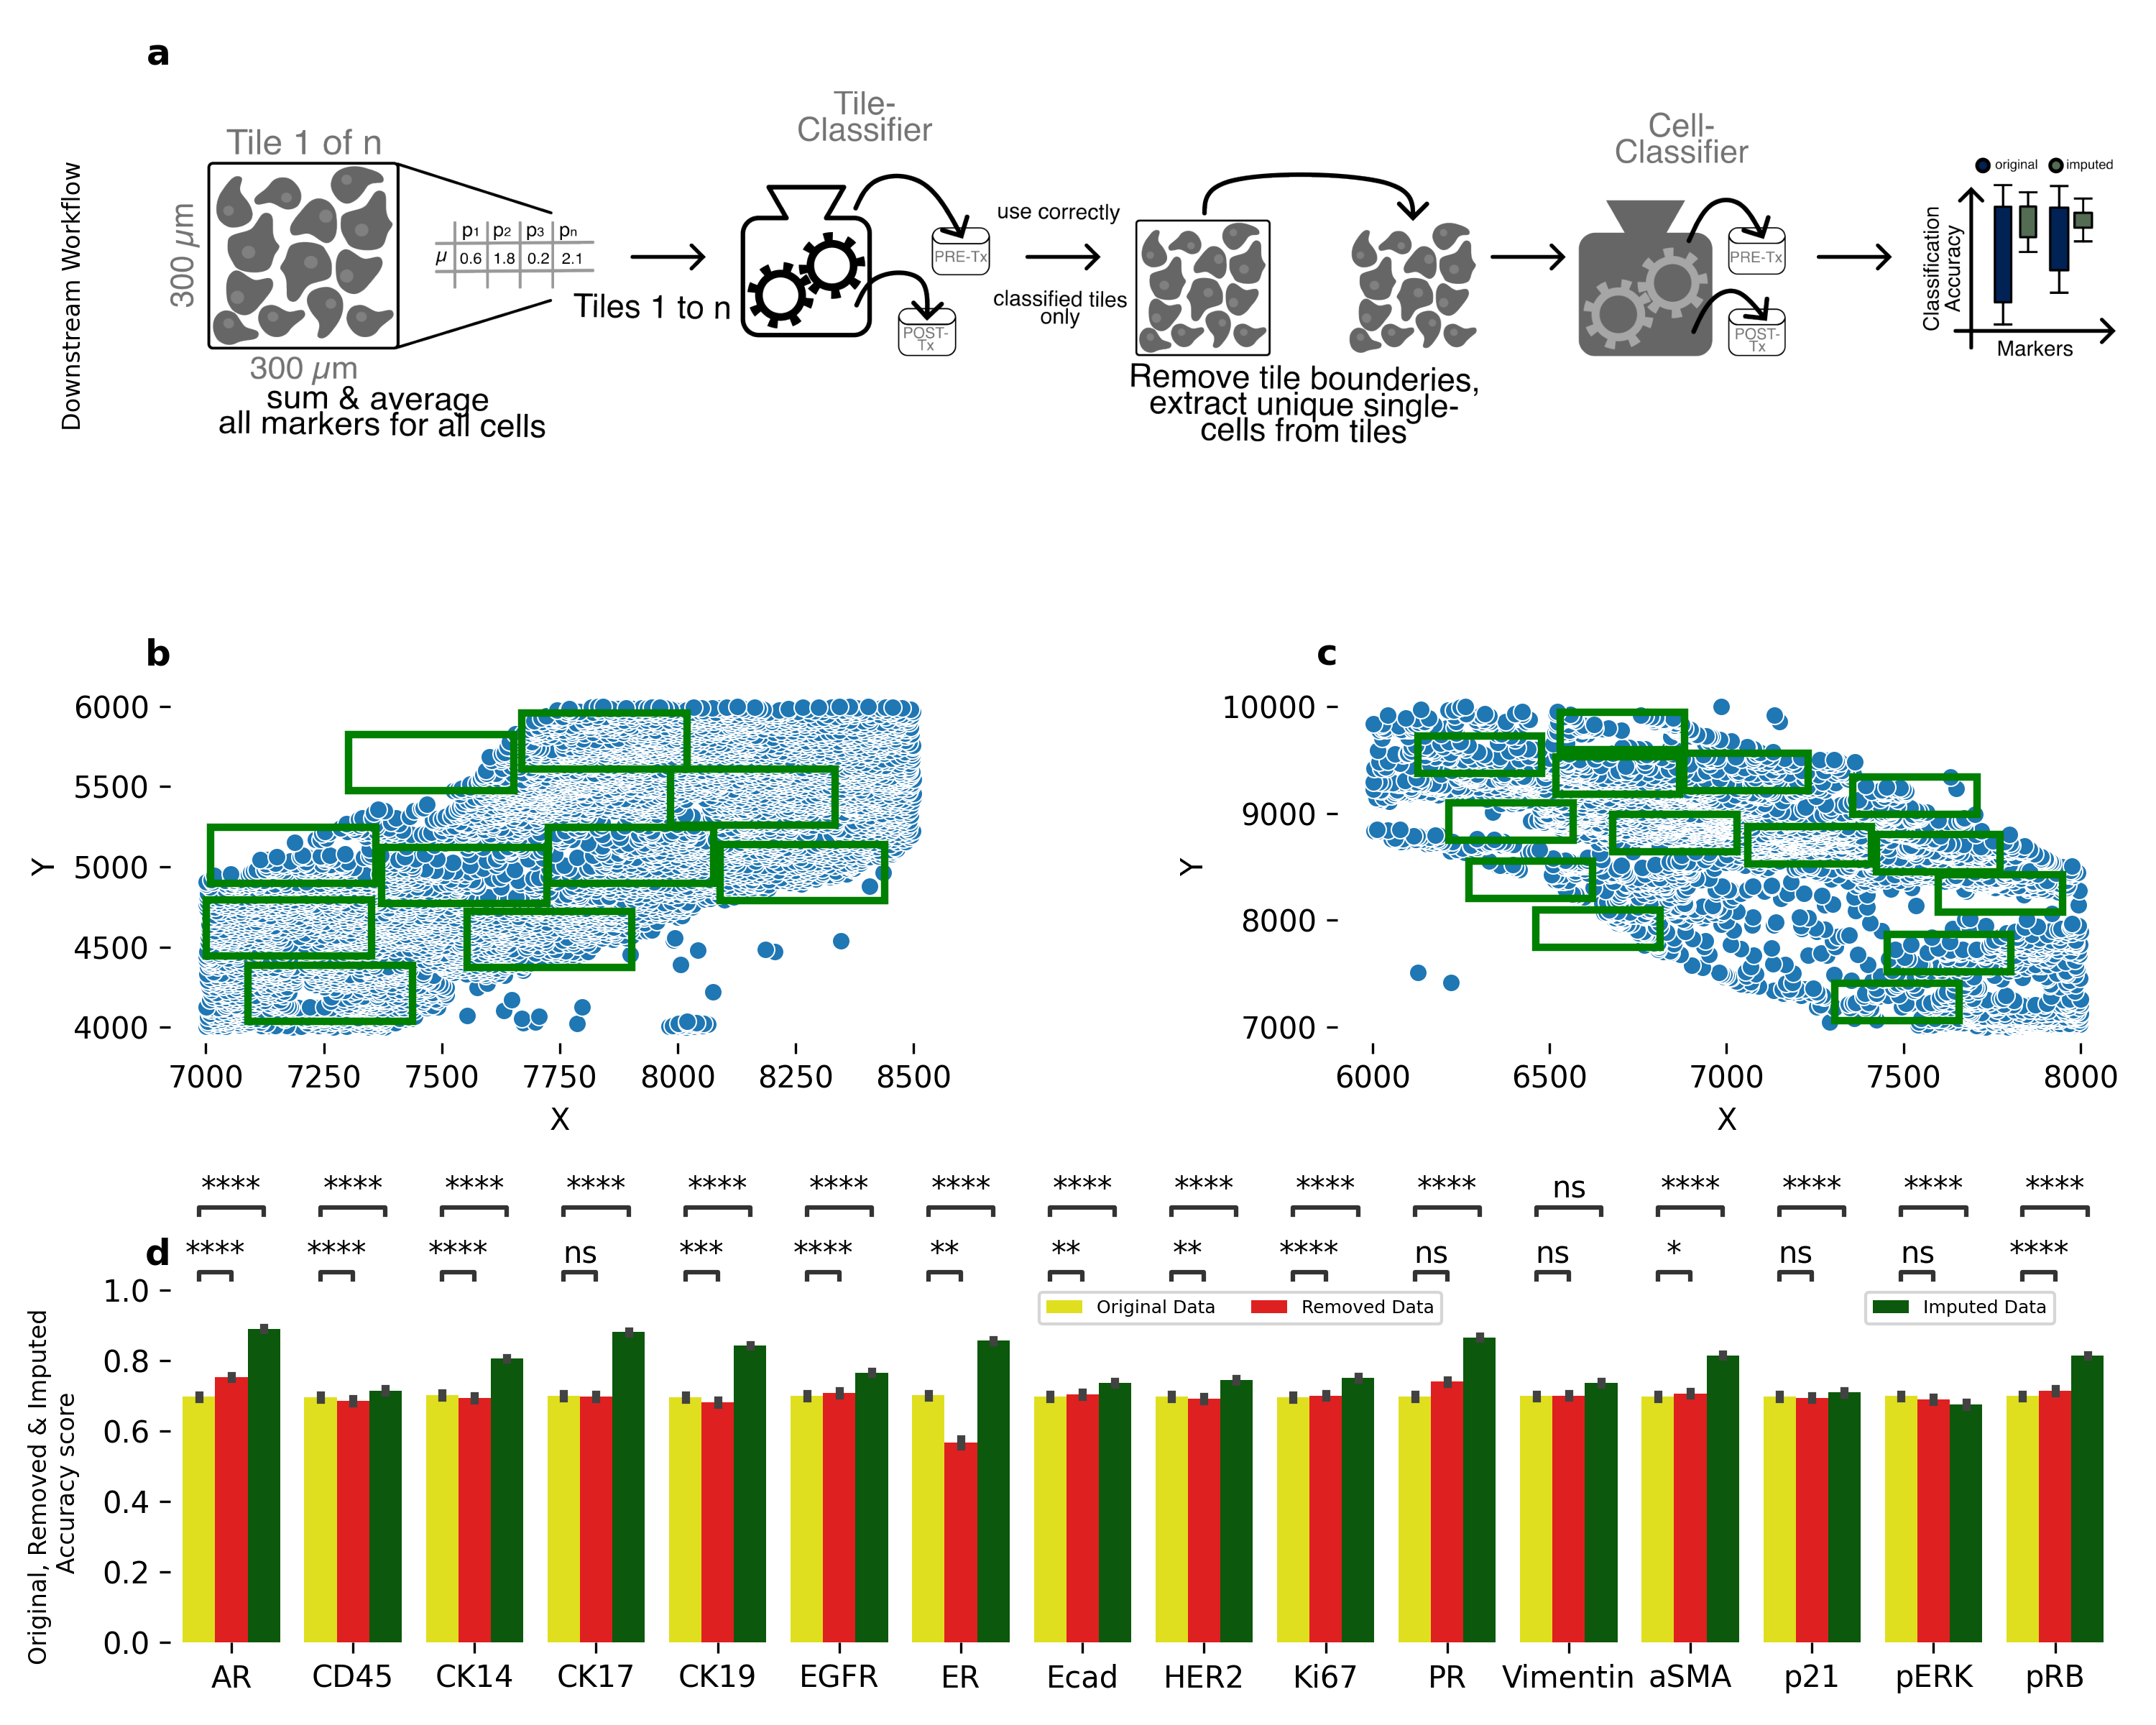 a
Downstream Workflow
Tile 1 of n
300 µm
300 µm
sum & average
all markers for all cells
p1 p2 p3 pn
µ 0.6 1.8 0.2 2.1
Tiles 1 to n
Tile-
Classifier
PRE-Tx
POST-
Tx
use correctly
classified tiles
only
Remove tile bounderies,
extract unique single-
cells from tiles
Cell-
Classifier
PRE-Tx
POST-
Tx
original imputed
Classification
Accuracy
Markers
b
Y
6000
5500
5000
4500
4000
7000 7250 7500 7750 8000 8250 8500
X
c
Y
10000
9000
8000
7000
6000 6500 7000 7500 8000
X
**** **** **** **** **** **** **** **** **** **** **** ns **** **** **** ****
d
**** **** **** ns *** **** ** ** ** **** ns ns * ns ns ****
Original Data Removed Data Imputed Data
Original, Removed & Imputed
Accuracy score
1.0
0.8
0.6
0.4
0.2
0.0
AR CD45 CK14 CK17 CK19 EGFR ER Ecad HER2 Ki67 PR Vimentin aSMA p21 pERK pRB